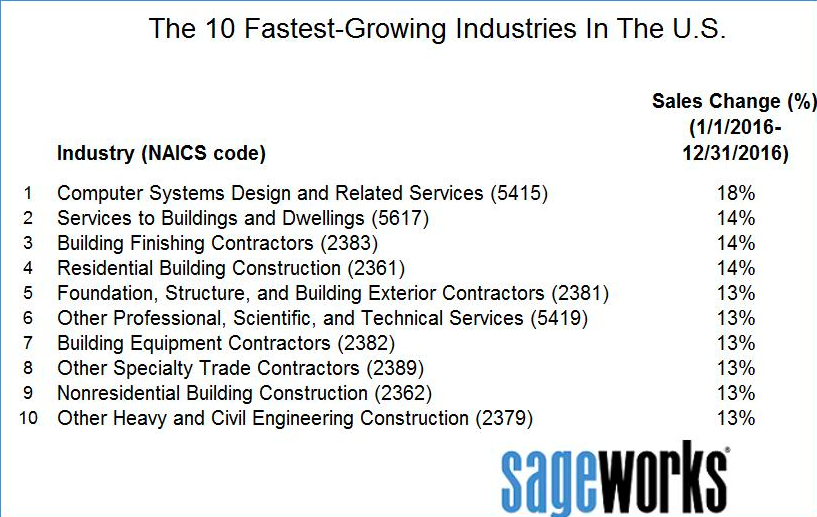 The 10 Fastest-Growing Industries In The U.S.
Sales Change (%)
(1/1/2016-
Industry (NAICS code) 12/31/2016)
1 Computer Systems Design and Related Services (5415) 18%
2 Services to Buildings and Dwellings (5617) 14%
3 Building Finishing Contractors (2383) 14%
4 Residential Building Construction (2361) 14%
5 Foundation, Structure, and Building Exterior Contractors (2381) 13%
6 Other Professional, Scientific, and Technical Services (5419) 13%
7 Building Equipment Contractors (2382) 13%
8 Other Specialty Trade Contractors (2389) 13%
9 Nonresidential Building Construction (2362) 13%
10 Other Heavy and Civil Engineering Construction (2379) 13%
sageworks®